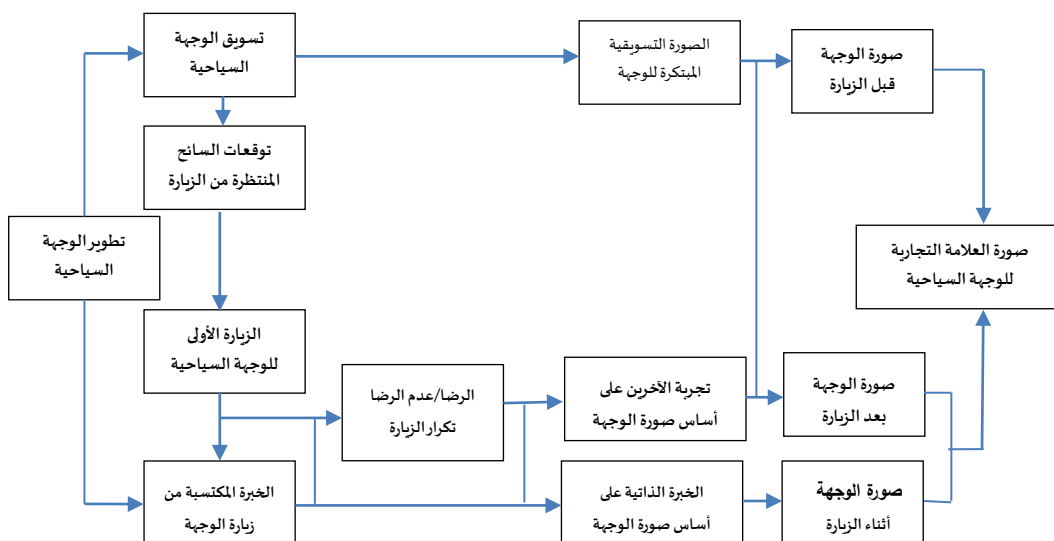 تسويق الوجهة
السياحية
الصورة التسويقية
المبتكرة للوجهة
صورة الوجهة
قبل الزيارة
توقعات السائح
المنتظرة من الزيارة
تطوير الوجهة
السياحية
صورة العلامة التجارية
للوجهة السياحية
الزيارة الأولى
للوجهة السياحية
الرضا/عدم الرضا
تكرار الزيارة
تجربة الآخرين على
أساس صورة الوجهة
صورة الوجهة
بعد الزيارة
الخبرة المكتسبة من
زيارة الوجهة
الخبرة الذاتية على
أساس صورة الوجهة
صورة الوجهة
أثناء الزيارة